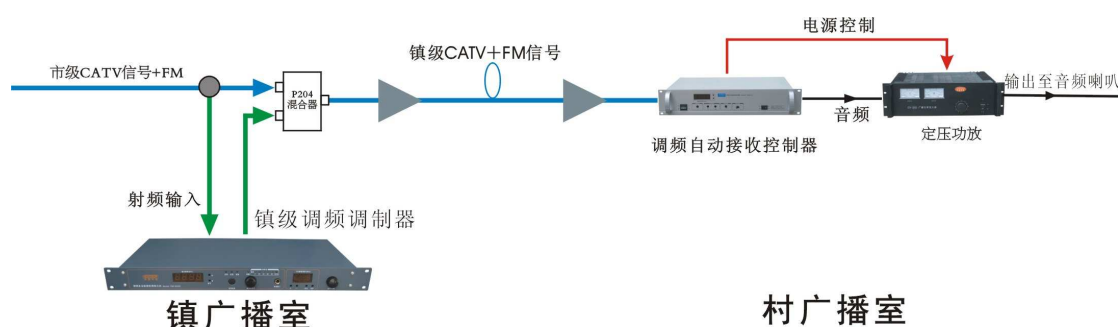 电源控制
镇级CATV+FM信号
市级CATV信号+FM
P204
混合器
输出至音频喇叭
音频
定压功放
调频自动接收控制器
射频输入
镇级调频调制器
镇广播室
村广播室